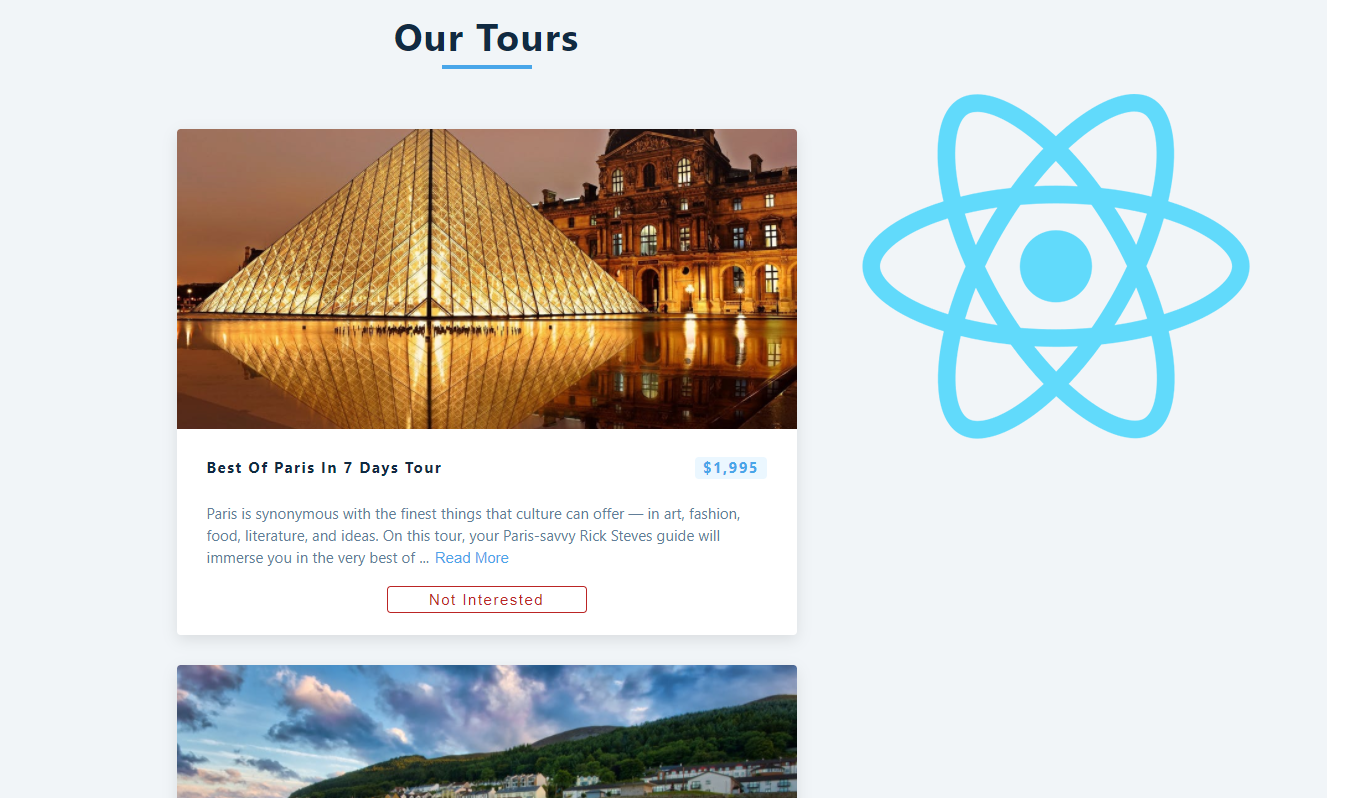 Our Tours
Best Of Paris In 7 Days Tour
$1,995
Paris is synonymous with the finest things that culture can offer — in art, fashion,
food, literature, and ideas. On this tour, your Paris-savvy Rick Steves guide will
immerse you in the very best of ... Read More
Not Interested